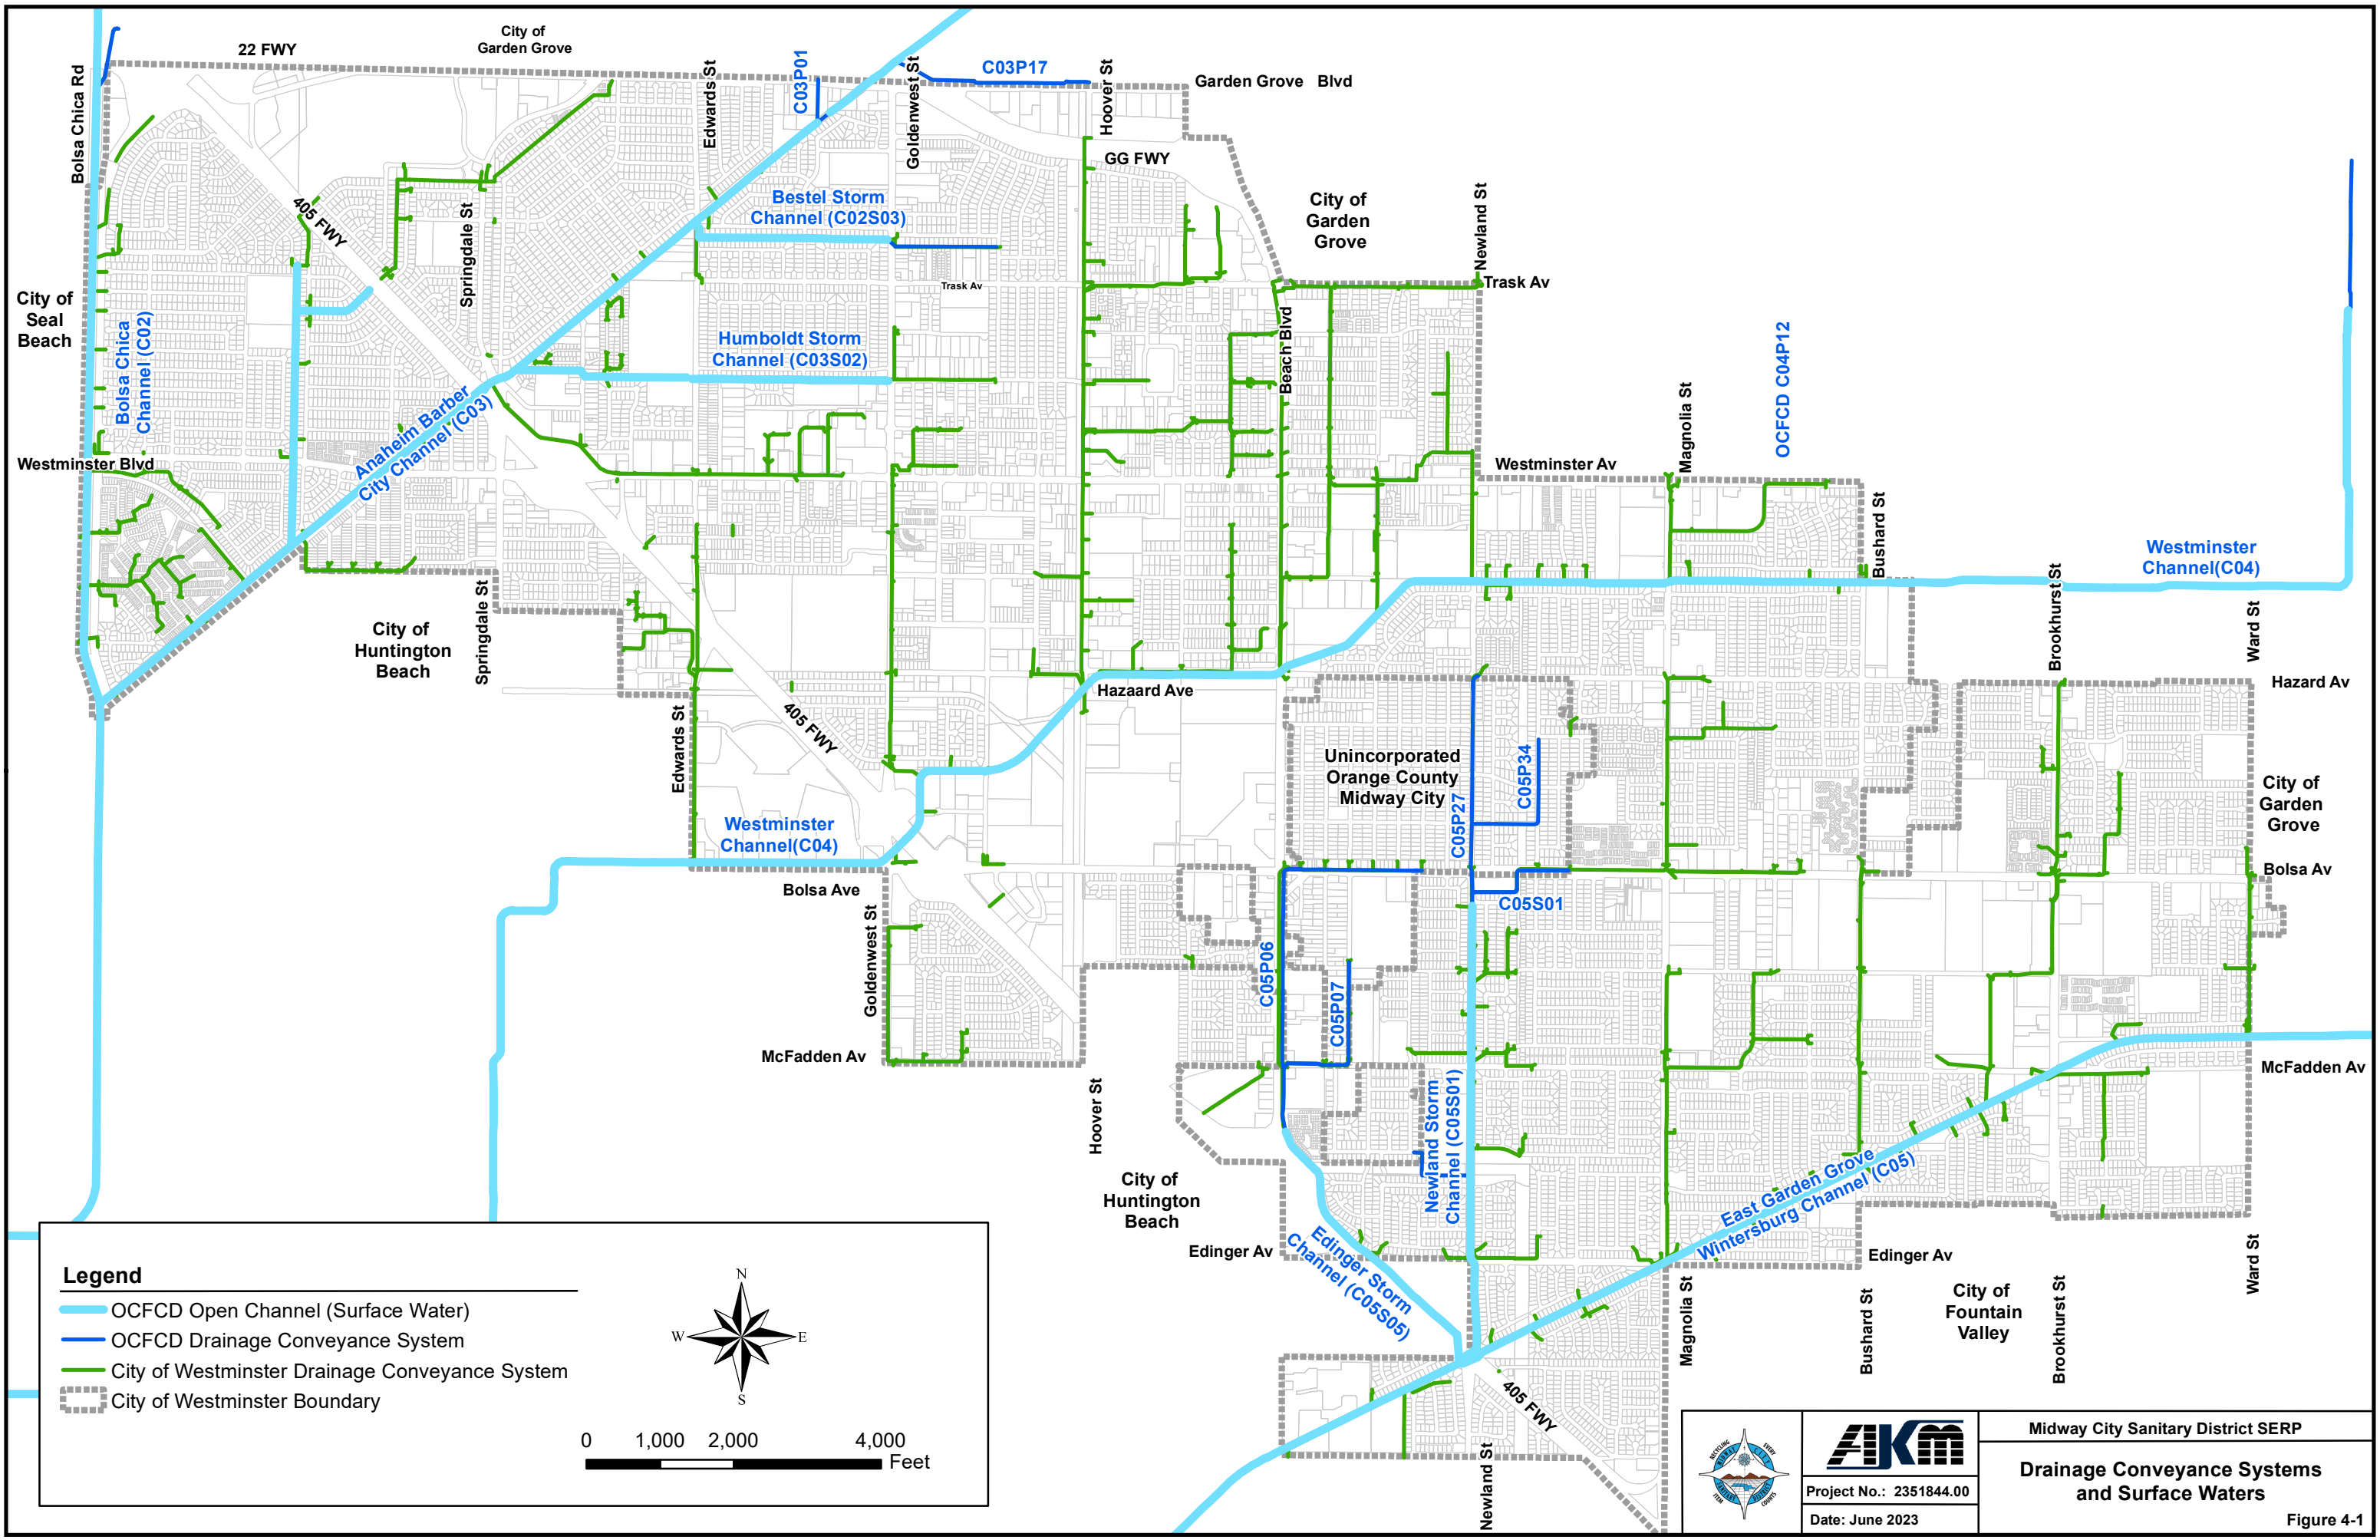 22 FWY
City of
Garden Grove
Bolsa Chica Rd
Edwards St
C03P01
Goldenwest St
C03P17
Hoover St
Garden Grove Blvd
GG FWY
405 FWY
Springdale St
Bestel Storm
Channel (C02S03)
City of
Garden
Grove
Newland St
Trask Av
Trask Av
City of
Seal
Beach
Bolsa Chica
Channel (C02)
Humboldt Storm
Channel (C03S02)
Beach Blvd
OCFCD C04P12
Magnolia St
Anaheim Barber
City Channel (C03)
Westminster Blvd
Westminster Av
Bushard St
Westminster
Channel(C04)
Brookhurst St
Ward St
City of
Huntington
Beach
Springdale St
Hazaard Ave
Hazard Av
Edwards St
405 FWY
Unincorporated
Orange County
Midway City
C05P27
C05P34
City of
Garden
Grove
Westminster
Channel(C04)
Bolsa Ave
Bolsa Av
C05S01
Goldenwest St
C05P06
C05P07
McFadden Av
McFadden Av
Hoover St
Newland Storm
Channel (C05S01)
City of
Huntington
Beach
East Garden Grove
Wintersburg Channel (C05)
Edinger Av
Edinger Storm
Channel (C05S05)
Edinger Av
Ward St
Magnolia St
Bushard St
City of
Fountain
Valley
Brookhurst St
405 FWY
Newland St
Legend
OCFCD Open Channel (Surface Water)
OCFCD Drainage Conveyance System
City of Westminster Drainage Conveyance System
City of Westminster Boundary
N
W
E
S
0 1,000 2,000 4,000
Feet
AKM
Project No.: 2351844.00
Date: June 2023
Midway City Sanitary District SERP
Drainage Conveyance Systems
and Surface Waters
Figure 4-1